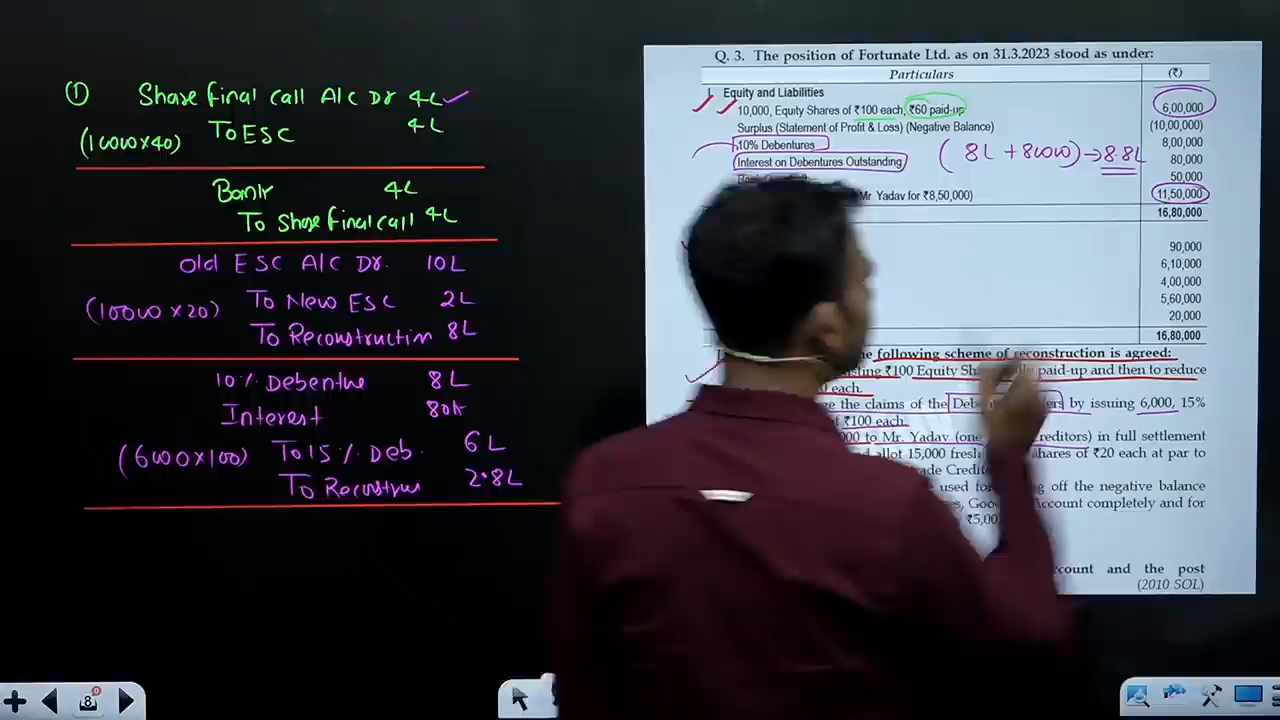 ① Share final call A/C Dr 4L ✓
(10000×40) To ESC 4L
Bank 4L
To Share final call 4L
Old ESC A/C Dr. 10L
(10000×20) To New ESC 2L
To Reconstruction 8L
10% Debenture 8L
Interest 80k
(6000×100) To 15% Deb. 6L
To Reconstrus 2.8L
Q. 3. The position of Fortunate Ltd. as on 31.3.2023 stood as under:
Particulars (₹)
I. Equity and Liabilities
10,000, Equity Shares of ₹100 each, ₹60 paid-up 6,00,000
Surplus (Statement of Profit & Loss) (Negative Balance) (10,00,000)
10% Debentures 8,00,000
Interest on Debentures Outstanding (8L + 80000) → 8.8L 80,000
50,000
Mr Yadav for ₹8,50,000) 11,50,000
16,80,000
90,000
6,10,000
4,00,000
5,60,000
20,000
16,80,000
following scheme of reconstruction is agreed:
₹100 Equity paid-up and then to reduce
each.
the claims of the by issuing 6,000, 15%
of ₹100 each.
to Mr. Yadav (one creditors) in full settlement
allot 15,000 fresh shares of ₹20 each at par to
used for off the negative balance
Account completely and for
and the post
(2010 SOL)
8